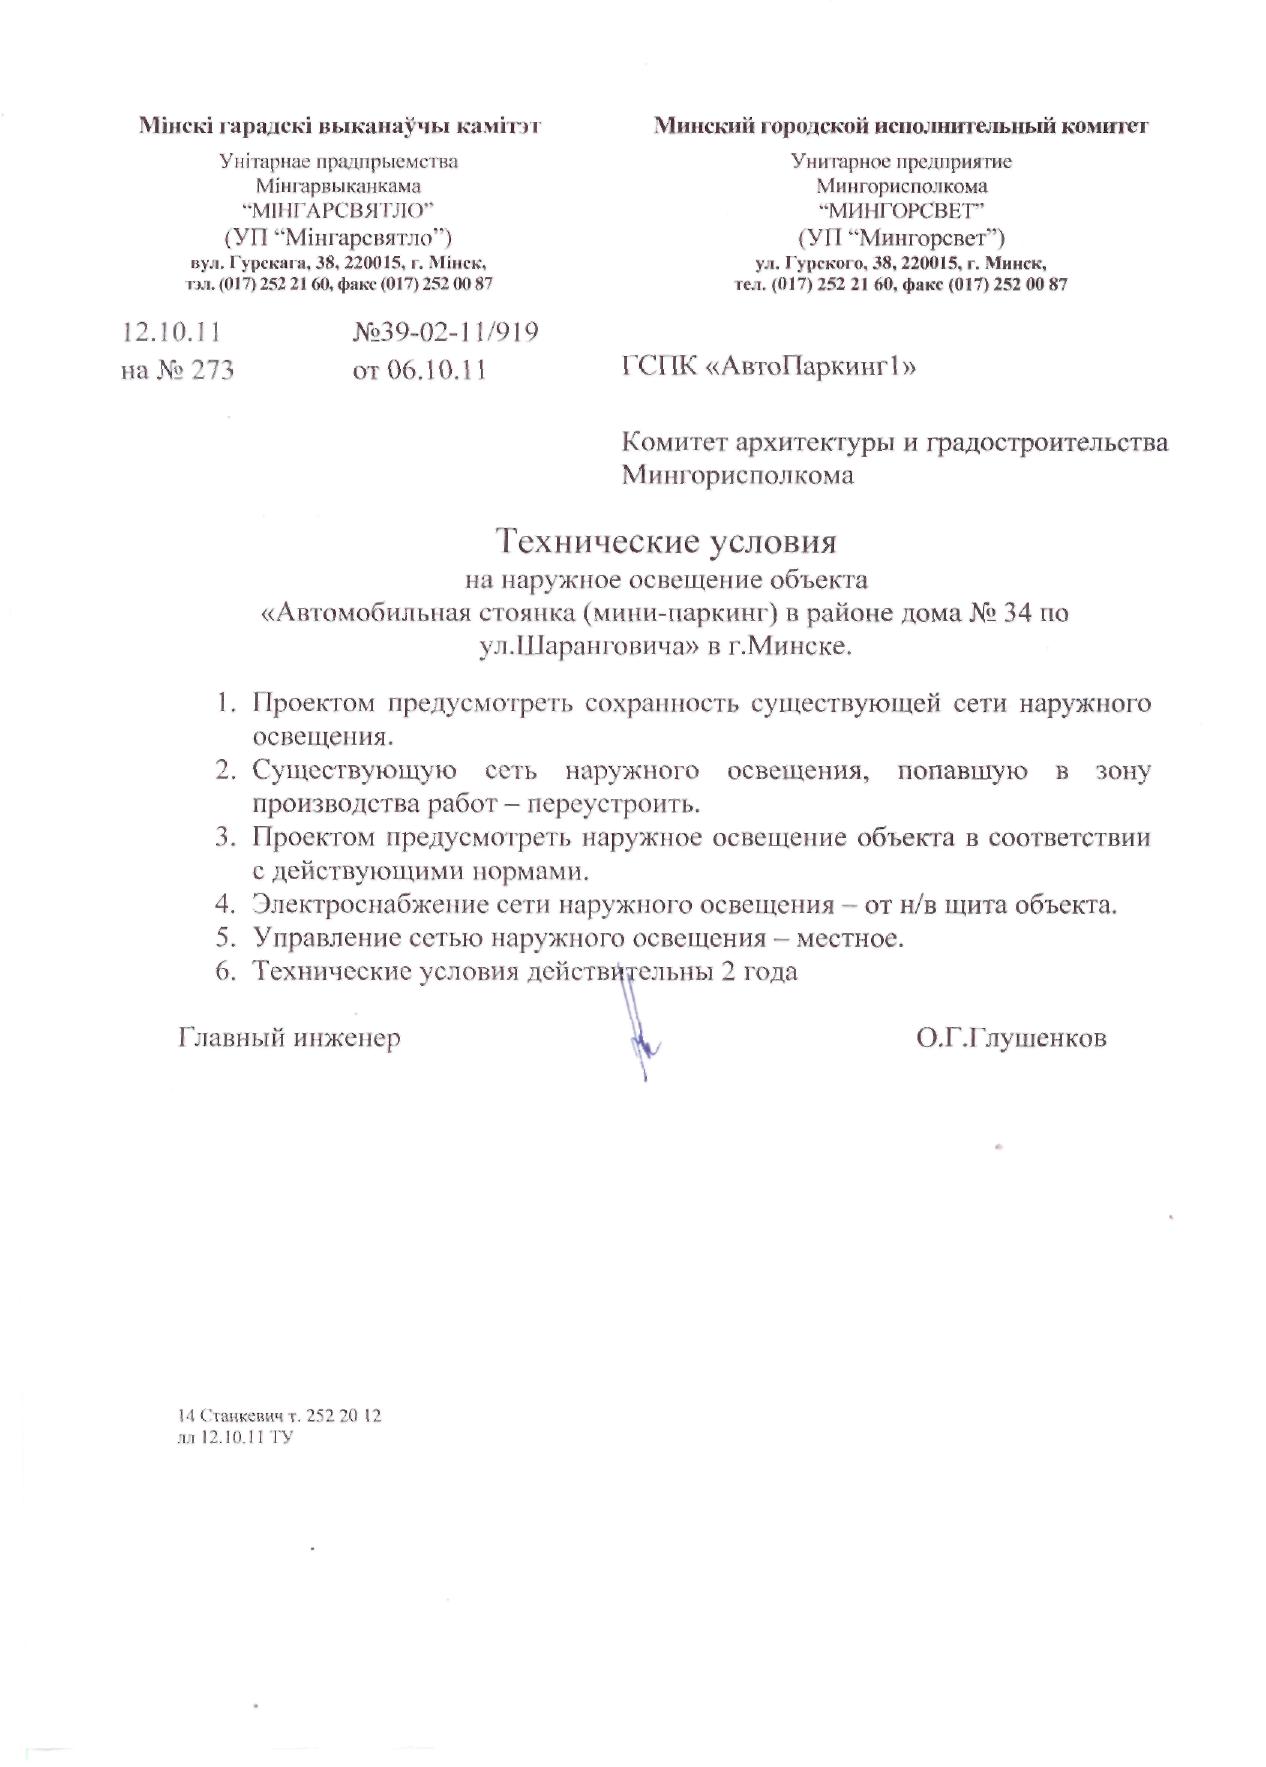 Мінскі гарадскі выканаўчы камітэт
Унітарнае прадпрыемства
Мінгарвыканкама
“МІНГАРСВЯТЛО”
(УП “Мінгарсвятло”)
вул. Гурскага, 38, 220015, г. Мінск,
тэл. (017) 252 21 60, факс (017) 252 00 87
Минский городской исполнительный комитет
Унитарное предприятие
Мингорисполкома
“МИНГОРСВЕТ”
(УП “Мингорсвет”)
ул. Гурского, 38, 220015, г. Минск,
тел. (017) 252 21 60, факс (017) 252 00 87
12.10.11 №39-02-11/919
на № 273 от 06.10.11
ГСПК «АвтоПаркинг1»
Комитет архитектуры и градостроительства
Мингорисполкома
Технические условия
на наружное освещение объекта
«Автомобильная стоянка (мини-паркинг) в районе дома № 34 по
ул.Шаранговича» в г.Минске.
1. Проектом предусмотреть сохранность существующей сети наружного
освещения.
2. Существующую сеть наружного освещения, попавшую в зону
производства работ – переустроить.
3. Проектом предусмотреть наружное освещение объекта в соответствии
с действующими нормами.
4. Электроснабжение сети наружного освещения – от н/в щита объекта.
5. Управление сетью наружного освещения – местное.
6. Технические условия действительны 2 года
Главный инженер О.Г.Глушенков
14 Станкевич т. 252 20 12
лл 12.10.11 ТУ